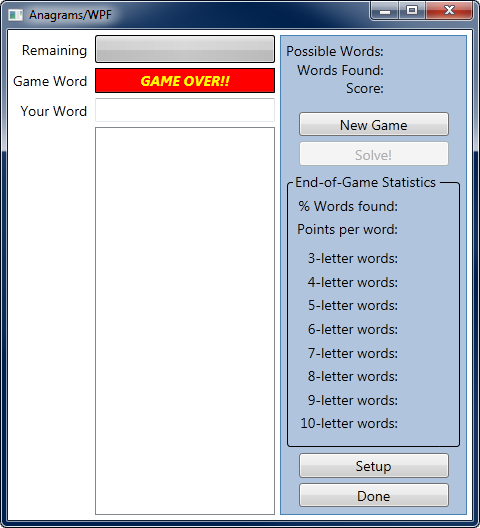 Anagrams/WPF
Remaining
Game Word
GAME OVER!!
Your Word
Possible Words:
Words Found:
Score:
New Game
Solve!
End-of-Game Statistics
% Words found:
Points per word:
3-letter words:
4-letter words:
5-letter words:
6-letter words:
7-letter words:
8-letter words:
9-letter words:
10-letter words:
Setup
Done